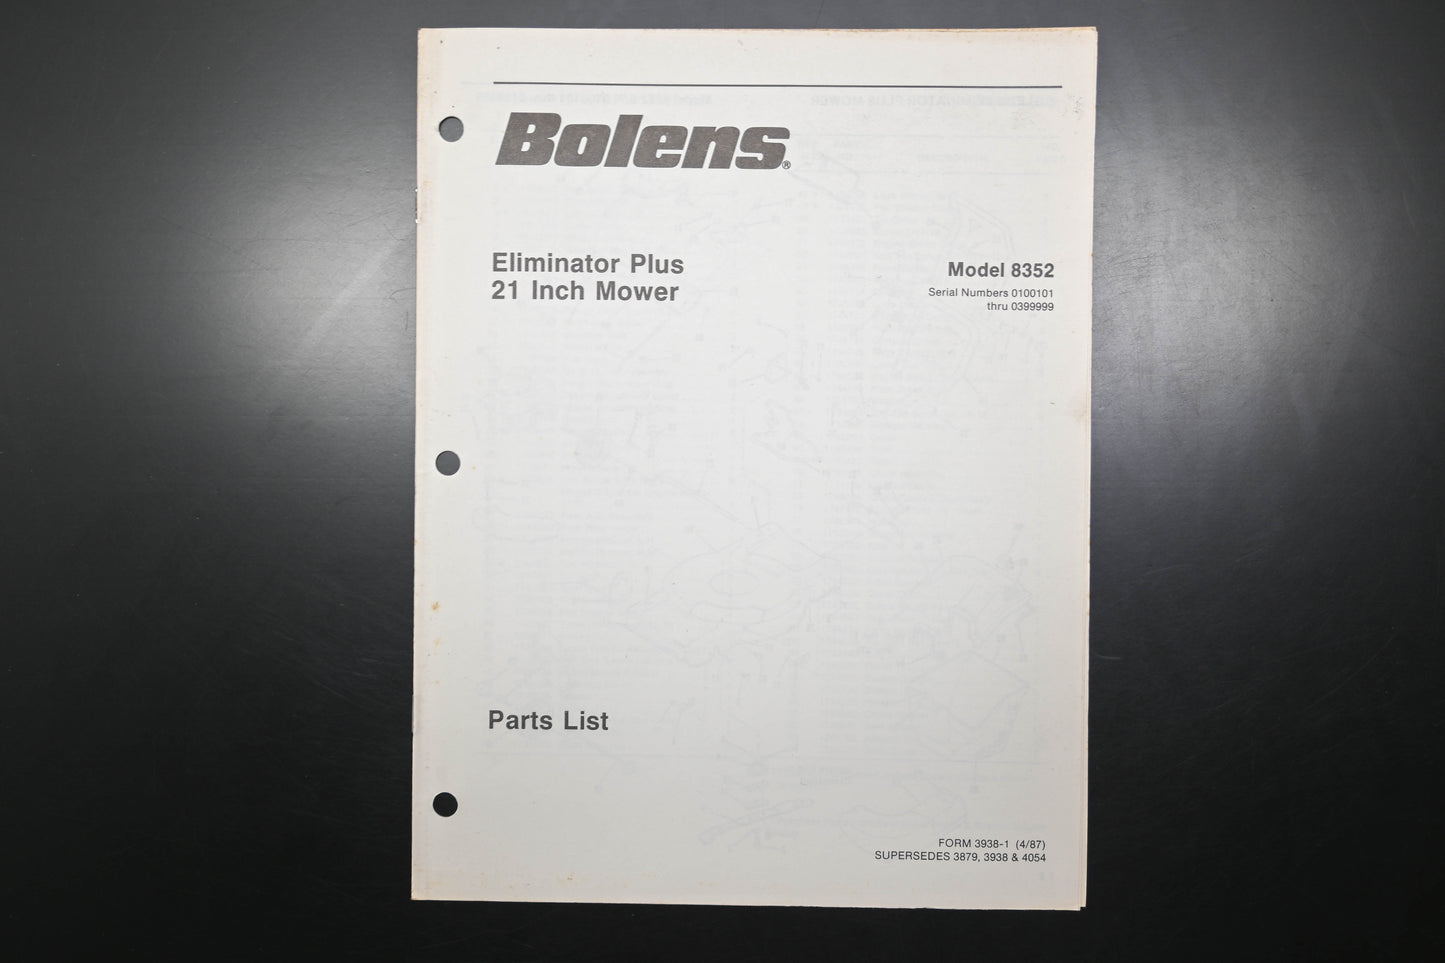 Bolens®
Eliminator Plus
21 Inch Mower
Model 8352
Serial Numbers 0100101
thru 0399999
Parts List
FORM 3938-1 (4/87)
SUPERSEDES 3879, 3938 & 4054